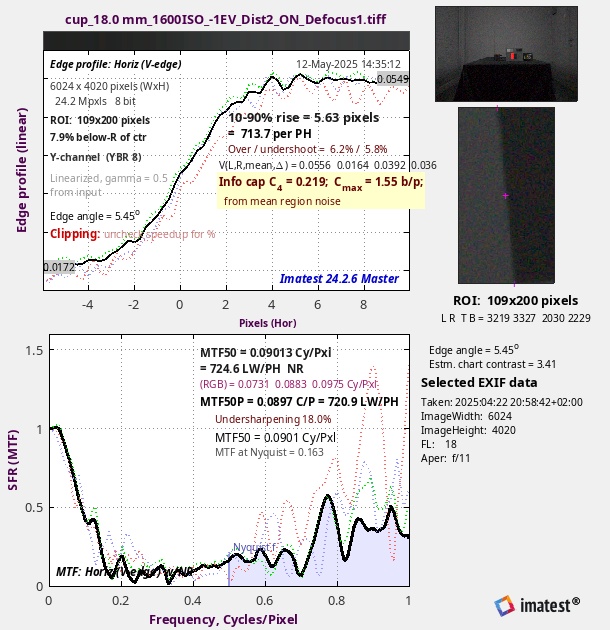 cup_18.0 mm_1600ISO_-1EV_Dist2_ON_Defocus1.tiff
Edge profile: Horiz (V-edge)
12-May-2025 14:35:12
6024 x 4020 pixels (WxH)
24.2 Mpxls 8 bit
0.0549
ROI: 109x200 pixels
7.9% below-R of ctr
10-90% rise = 5.63 pixels
= 713.7 per PH
Over / undershoot = 6.2% / 5.8%
Y-channel (YBR 8)
V(L,R,mean,Δ) = 0.0556 0.0164 0.0392 0.036
Linearized, gamma = 0.5
from input
Info cap C4 = 0.219; Cmax = 1.55 b/p;
from mean region noise
Edge angle = 5.45°
Clipping: uncheck speedup for %
0.0172
Imatest 24.2.6 Master
Edge profile (linear)
-4 -2 0 2 4 6 8
Pixels (Hor)
ROI: 109x200 pixels
L R T B = 3219 3327 2030 2229
Edge angle = 5.45°
Estm. chart contrast = 3.41
Selected EXIF data
Taken: 2025:04:22 20:58:42+02:00
ImageWidth: 6024
ImageHeight: 4020
FL: 18
Aper: f/11
MTF50 = 0.09013 Cy/Pxl
= 724.6 LW/PH NR
(RGB) = 0.0731 0.0883 0.0975 Cy/Pxl
MTF50P = 0.0897 C/P = 720.9 LW/PH
Undersharpening 18.0%
MTF50 = 0.0901 Cy/Pxl
MTF at Nyquist = 0.163
1.5
1
0.5
0
SFR (MTF)
Nyquist f
MTF: Horiz (V-edge) w/NR
0 0.2 0.4 0.6 0.8 1
Frequency, Cycles/Pixel
imatest®